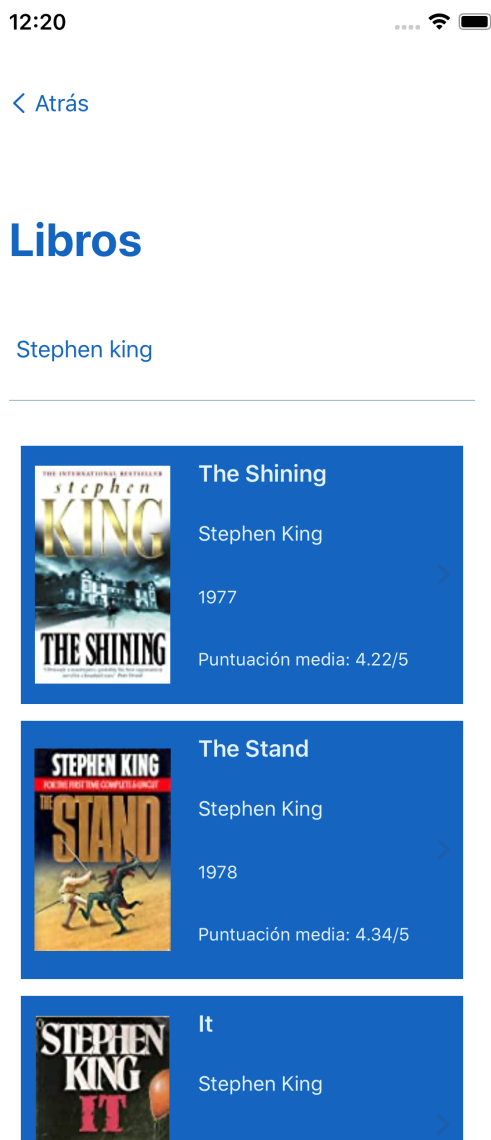 12:20
Atrás
Libros
Stephen king
THE INTERNATIONAL BESTSELLER
stephen
KING
THE SHINING
The Shining
Stephen King
1977
Puntuación media: 4.22/5
STEPHEN KING
FOR THE FIRST TIME COMPLETE & UNCUT
THE
STAND
The Stand
Stephen King
1978
Puntuación media: 4.34/5
STEPHEN
KING
IT
It
Stephen King